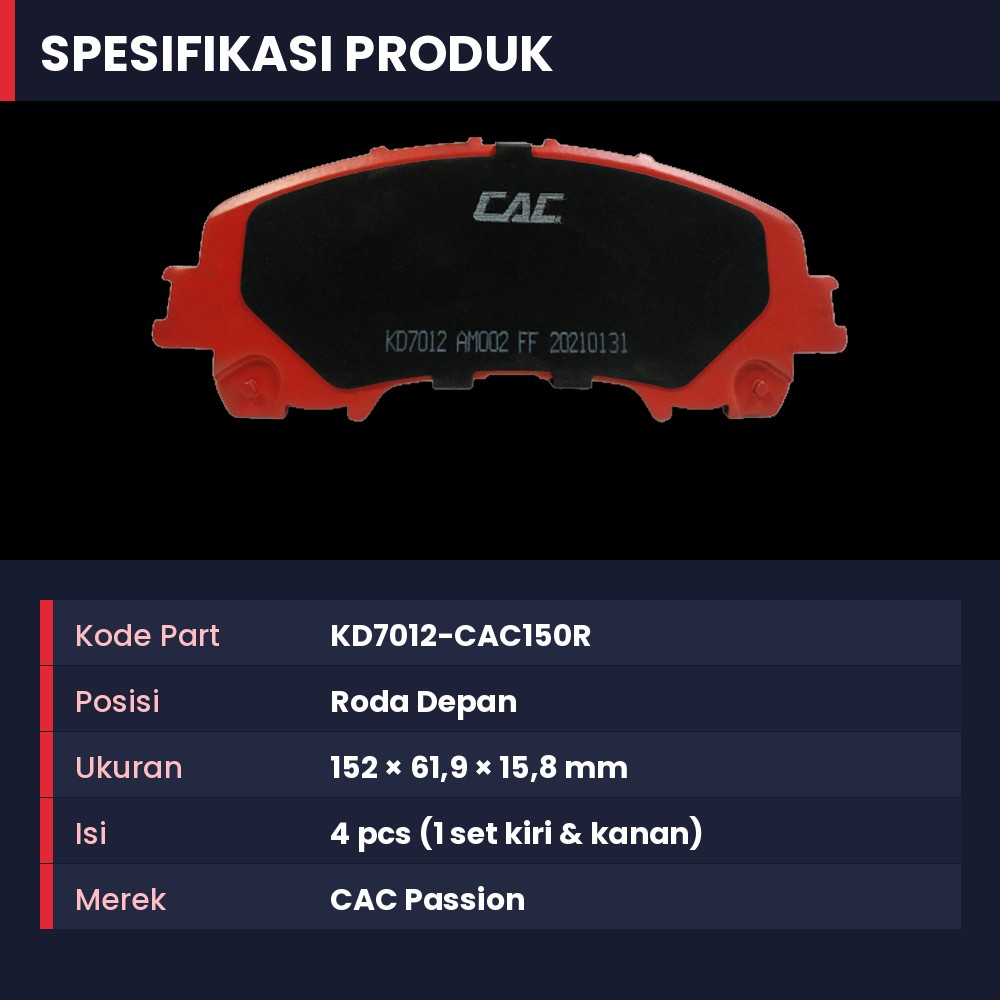 SPESIFIKASI PRODUK
CAC
KD7012 AM002 FF 20210131
Kode Part KD7012-CAC150R
Posisi Roda Depan
Ukuran 152 × 61,9 × 15,8 mm
Isi 4 pcs (1 set kiri & kanan)
Merek CAC Passion